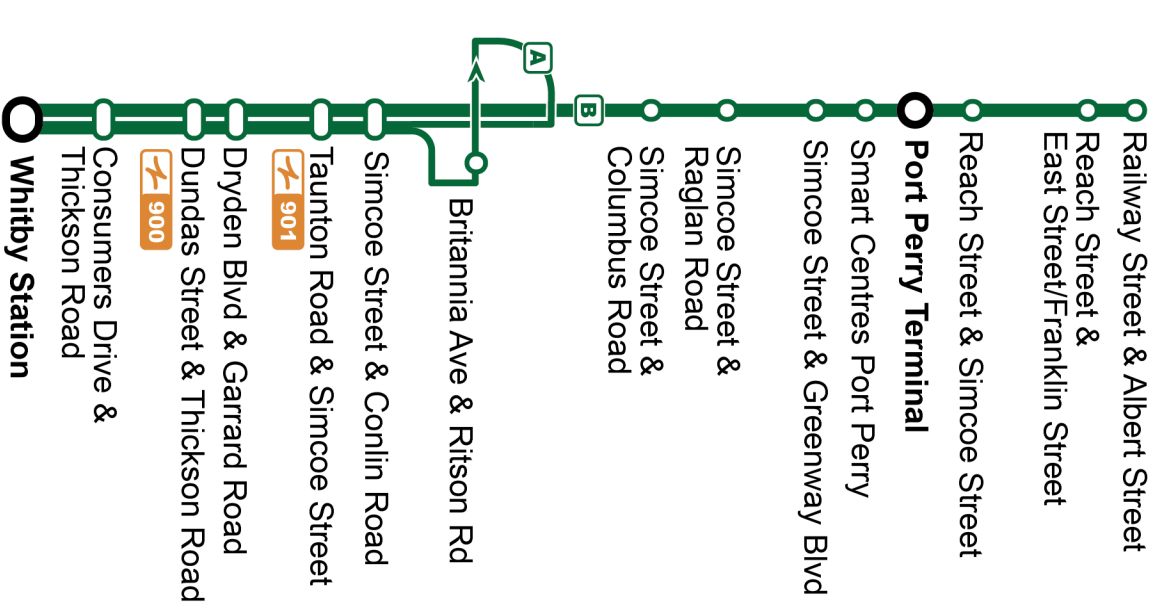 A
B
Whitby Station
Consumers Drive &
Thickson Road
900
Dundas Street & Thickson Road
Dryden Blvd & Garrard Road
901
Taunton Road & Simcoe Street
Simcoe Street & Conlin Road
Britannia Ave & Ritson Rd
Simcoe Street &
Columbus Road
Simcoe Street &
Raglan Road
Simcoe Street & Greenway Blvd
Smart Centres Port Perry
Port Perry Terminal
Reach Street & Simcoe Street
Reach Street &
East Street/Franklin Street
Railway Street & Albert Street